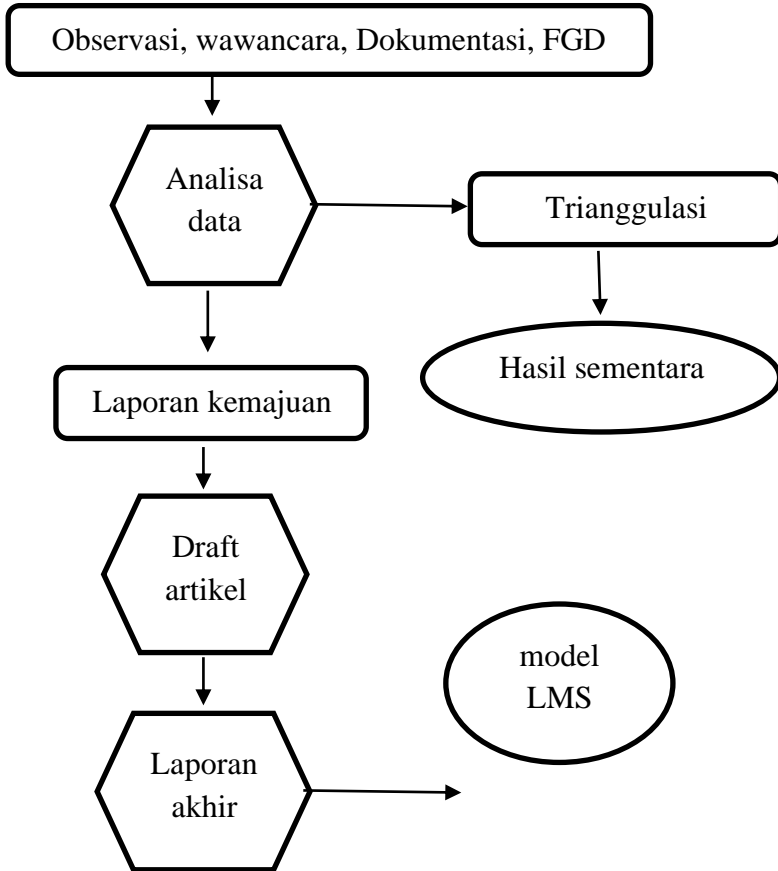 Observasi, wawancara, Dokumentasi, FGD
Analisa
data
Trianggulasi
Hasil sementara
Laporan kemajuan
Draft
artikel
model
LMS
Laporan
akhir